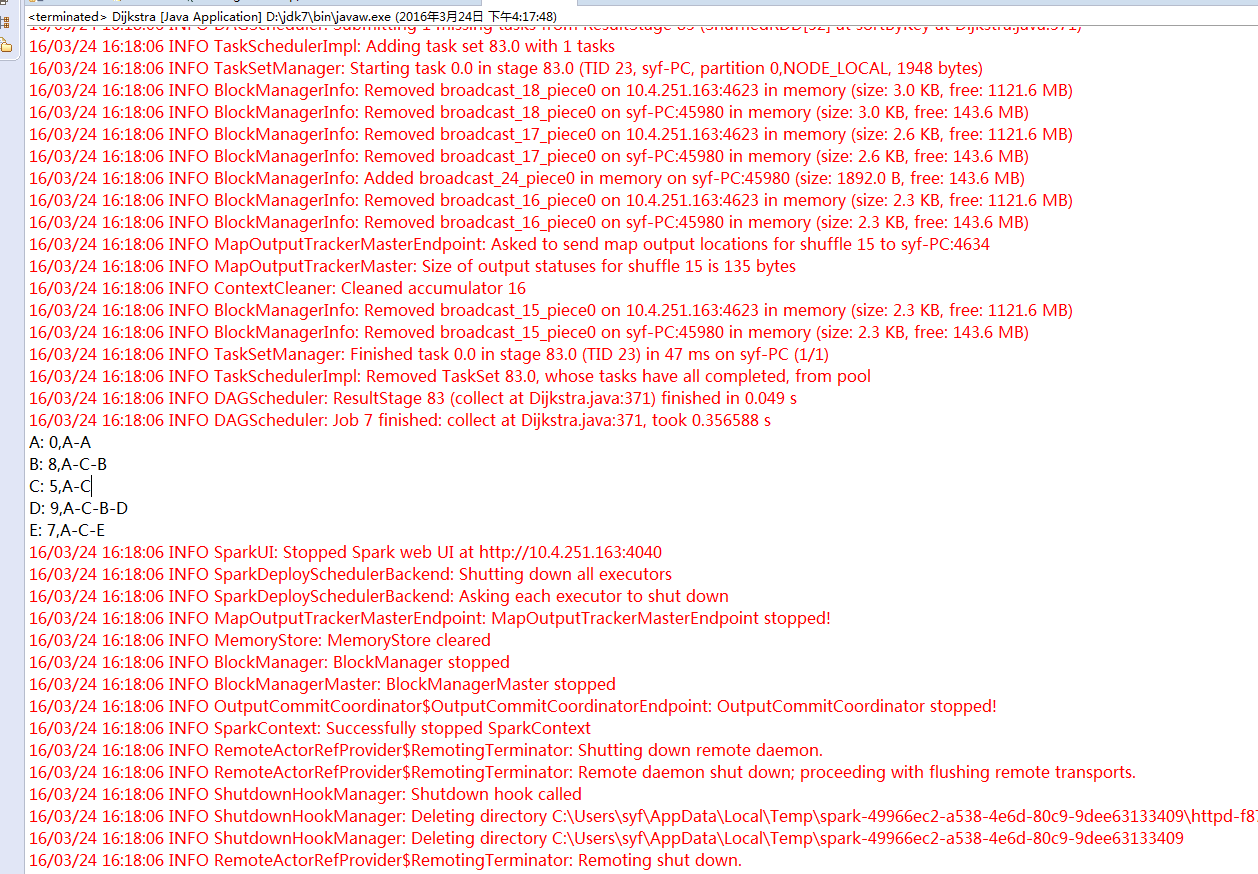 <terminated> Dijkstra [Java Application] D:\jdk7\bin\javaw.exe (2016年3月24日 下午4:17:48)
16/03/24 16:18:06 INFO DAGScheduler: Submitting 1 missing tasks from ResultStage 83 (ShuffledRDD[52] at sortByKey at Dijkstra.java:371)
16/03/24 16:18:06 INFO TaskSchedulerImpl: Adding task set 83.0 with 1 tasks
16/03/24 16:18:06 INFO TaskSetManager: Starting task 0.0 in stage 83.0 (TID 23, syf-PC, partition 0,NODE_LOCAL, 1948 bytes)
16/03/24 16:18:06 INFO BlockManagerInfo: Removed broadcast_18_piece0 on 10.4.251.163:4623 in memory (size: 3.0 KB, free: 1121.6 MB)
16/03/24 16:18:06 INFO BlockManagerInfo: Removed broadcast_18_piece0 on syf-PC:45980 in memory (size: 3.0 KB, free: 143.6 MB)
16/03/24 16:18:06 INFO BlockManagerInfo: Removed broadcast_17_piece0 on 10.4.251.163:4623 in memory (size: 2.6 KB, free: 1121.6 MB)
16/03/24 16:18:06 INFO BlockManagerInfo: Removed broadcast_17_piece0 on syf-PC:45980 in memory (size: 2.6 KB, free: 143.6 MB)
16/03/24 16:18:06 INFO BlockManagerInfo: Added broadcast_24_piece0 in memory on syf-PC:45980 (size: 1892.0 B, free: 143.6 MB)
16/03/24 16:18:06 INFO BlockManagerInfo: Removed broadcast_16_piece0 on 10.4.251.163:4623 in memory (size: 2.3 KB, free: 1121.6 MB)
16/03/24 16:18:06 INFO BlockManagerInfo: Removed broadcast_16_piece0 on syf-PC:45980 in memory (size: 2.3 KB, free: 143.6 MB)
16/03/24 16:18:06 INFO MapOutputTrackerMasterEndpoint: Asked to send map output locations for shuffle 15 to syf-PC:4634
16/03/24 16:18:06 INFO MapOutputTrackerMaster: Size of output statuses for shuffle 15 is 135 bytes
16/03/24 16:18:06 INFO ContextCleaner: Cleaned accumulator 16
16/03/24 16:18:06 INFO BlockManagerInfo: Removed broadcast_15_piece0 on 10.4.251.163:4623 in memory (size: 2.3 KB, free: 1121.6 MB)
16/03/24 16:18:06 INFO BlockManagerInfo: Removed broadcast_15_piece0 on syf-PC:45980 in memory (size: 2.3 KB, free: 143.6 MB)
16/03/24 16:18:06 INFO TaskSetManager: Finished task 0.0 in stage 83.0 (TID 23) in 47 ms on syf-PC (1/1)
16/03/24 16:18:06 INFO TaskSchedulerImpl: Removed TaskSet 83.0, whose tasks have all completed, from pool
16/03/24 16:18:06 INFO DAGScheduler: ResultStage 83 (collect at Dijkstra.java:371) finished in 0.049 s
16/03/24 16:18:06 INFO DAGScheduler: Job 7 finished: collect at Dijkstra.java:371, took 0.356588 s
A: 0,A-A
B: 8,A-C-B
C: 5,A-C
D: 9,A-C-B-D
E: 7,A-C-E
16/03/24 16:18:06 INFO SparkUI: Stopped Spark web UI at http://10.4.251.163:4040
16/03/24 16:18:06 INFO SparkDeploySchedulerBackend: Shutting down all executors
16/03/24 16:18:06 INFO SparkDeploySchedulerBackend: Asking each executor to shut down
16/03/24 16:18:06 INFO MapOutputTrackerMasterEndpoint: MapOutputTrackerMasterEndpoint stopped!
16/03/24 16:18:06 INFO MemoryStore: MemoryStore cleared
16/03/24 16:18:06 INFO BlockManager: BlockManager stopped
16/03/24 16:18:06 INFO BlockManagerMaster: BlockManagerMaster stopped
16/03/24 16:18:06 INFO OutputCommitCoordinator$OutputCommitCoordinatorEndpoint: OutputCommitCoordinator stopped!
16/03/24 16:18:06 INFO SparkContext: Successfully stopped SparkContext
16/03/24 16:18:06 INFO RemoteActorRefProvider$RemotingTerminator: Shutting down remote daemon.
16/03/24 16:18:06 INFO RemoteActorRefProvider$RemotingTerminator: Remote daemon shut down; proceeding with flushing remote transports.
16/03/24 16:18:06 INFO ShutdownHookManager: Shutdown hook called
16/03/24 16:18:06 INFO ShutdownHookManager: Deleting directory C:\Users\syf\AppData\Local\Temp\spark-49966ec2-a538-4e6d-80c9-9dee63133409\httpd-f87
16/03/24 16:18:06 INFO ShutdownHookManager: Deleting directory C:\Users\syf\AppData\Local\Temp\spark-49966ec2-a538-4e6d-80c9-9dee63133409
16/03/24 16:18:06 INFO RemoteActorRefProvider$RemotingTerminator: Remoting shut down.